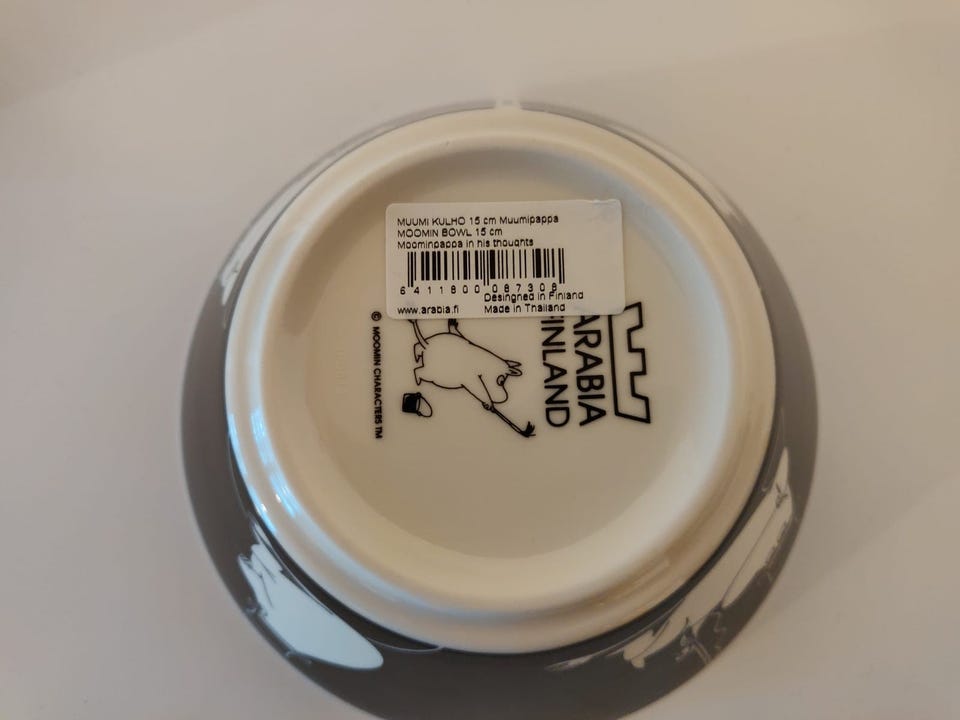 MUUMI KULHO 15 cm Muumipappa
MOOMIN BOWL 15 cm
Moominpappa in his thoughts
6 411800 087308
Desingned in Finland
www.arabia.fi Made in Thailand
ARABIA
FINLAND
© MOOMIN CHARACTERS TM